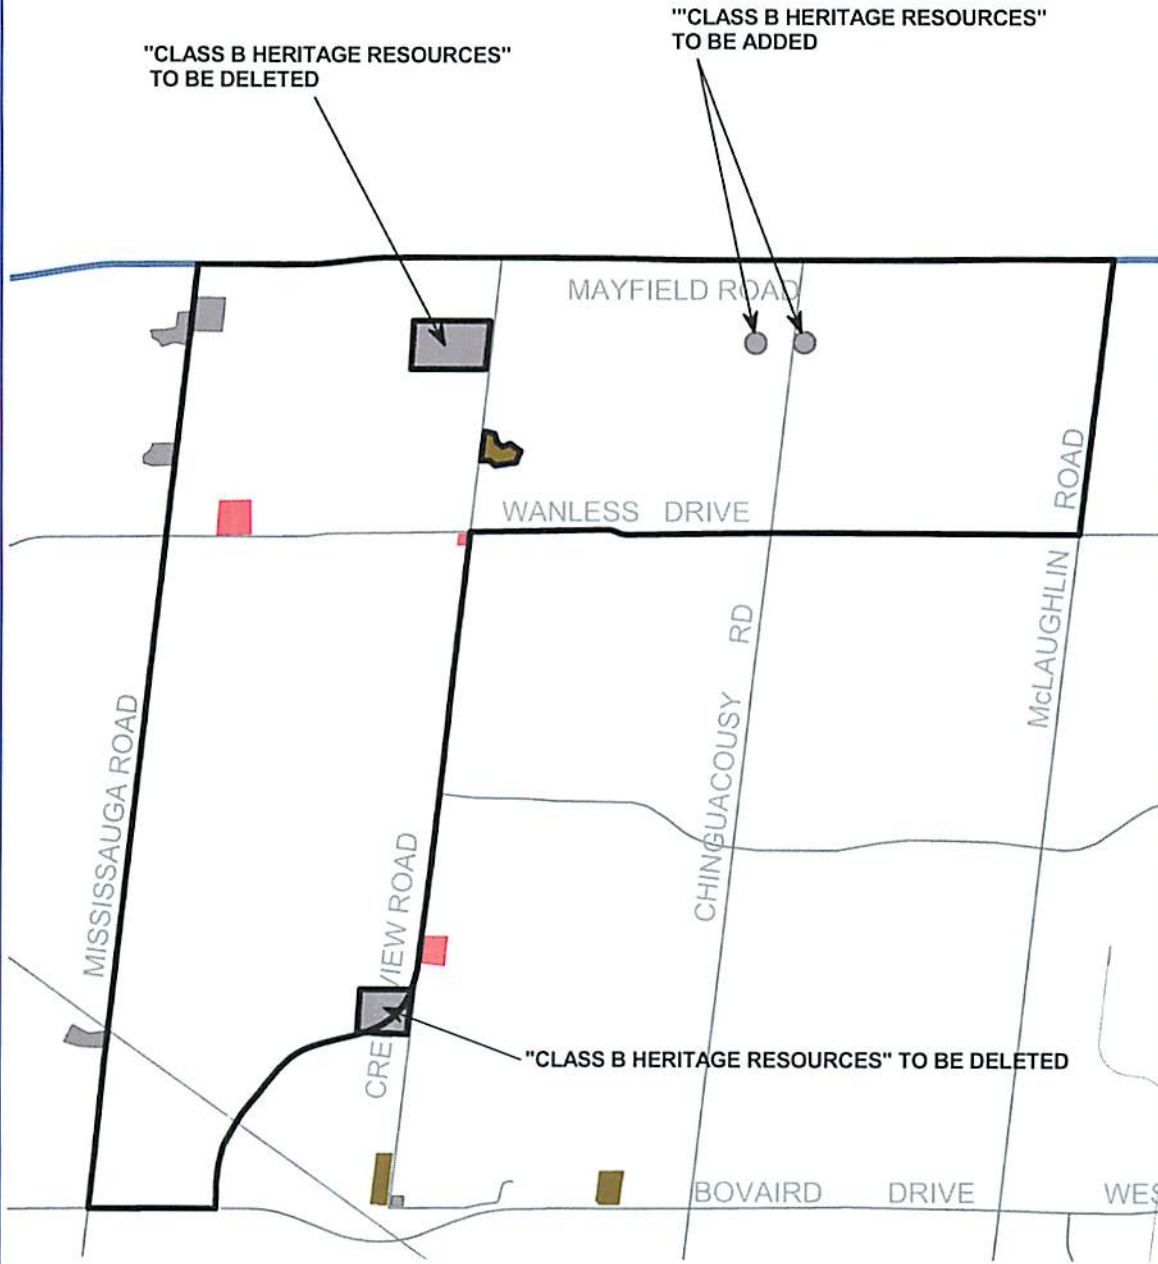 '"CLASS B HERITAGE RESOURCES"
TO BE ADDED
"CLASS B HERITAGE RESOURCES"
TO BE DELETED
MAYFIELD ROAD
WANLESS DRIVE
McLAUGHLIN ROAD
CHINGUACOUSY RD
MISSISSAUGA ROAD
CRE VIEW ROAD
"CLASS B HERITAGE RESOURCES" TO BE DELETED
BOVAIRD DRIVE WES